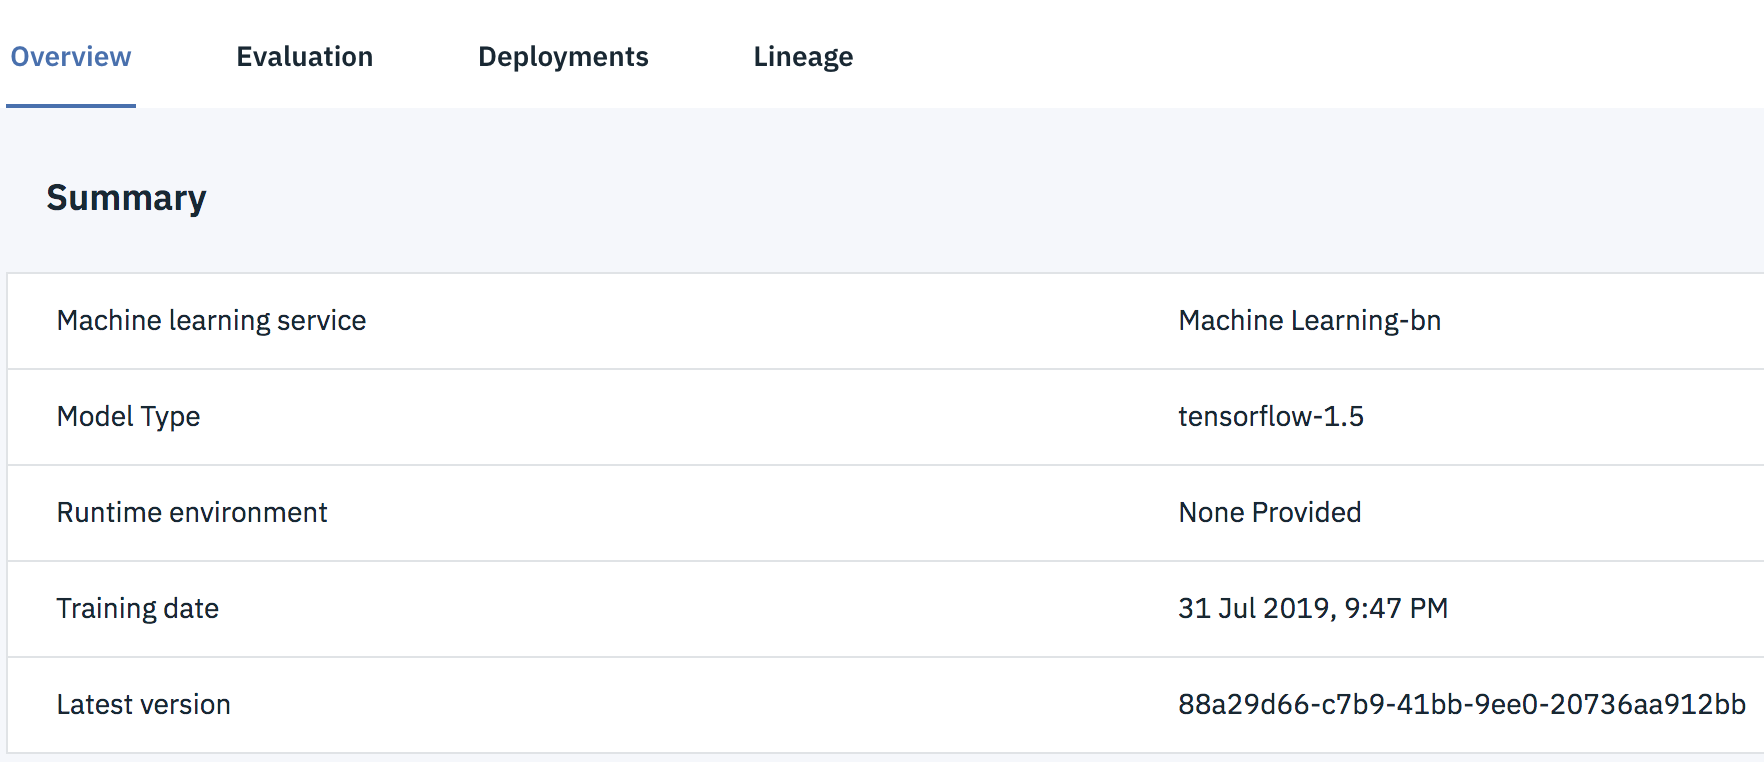 Overview Evaluation Deployments Lineage
Summary
Machine learning service Machine Learning-bn
Model Type tensorflow-1.5
Runtime environment None Provided
Training date 31 Jul 2019, 9:47 PM
Latest version 88a29d66-c7b9-41bb-9ee0-20736aa912bb